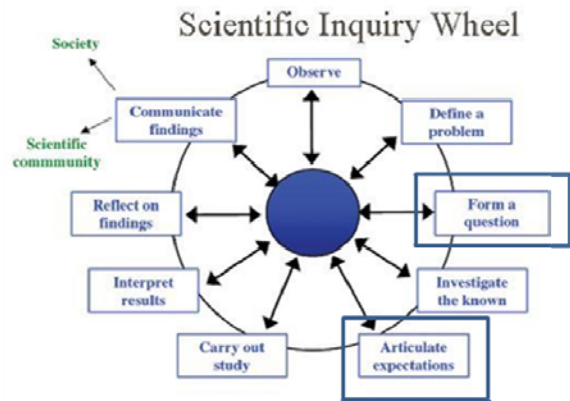 Scientific Inquiry Wheel
Society
Observe
Communicate
findings
Define a
problem
Scientific
commmunity
Reflect on
findings
Form a
question
Interpret
results
Investigate
the known
Carry out
study
Articulate
expectations